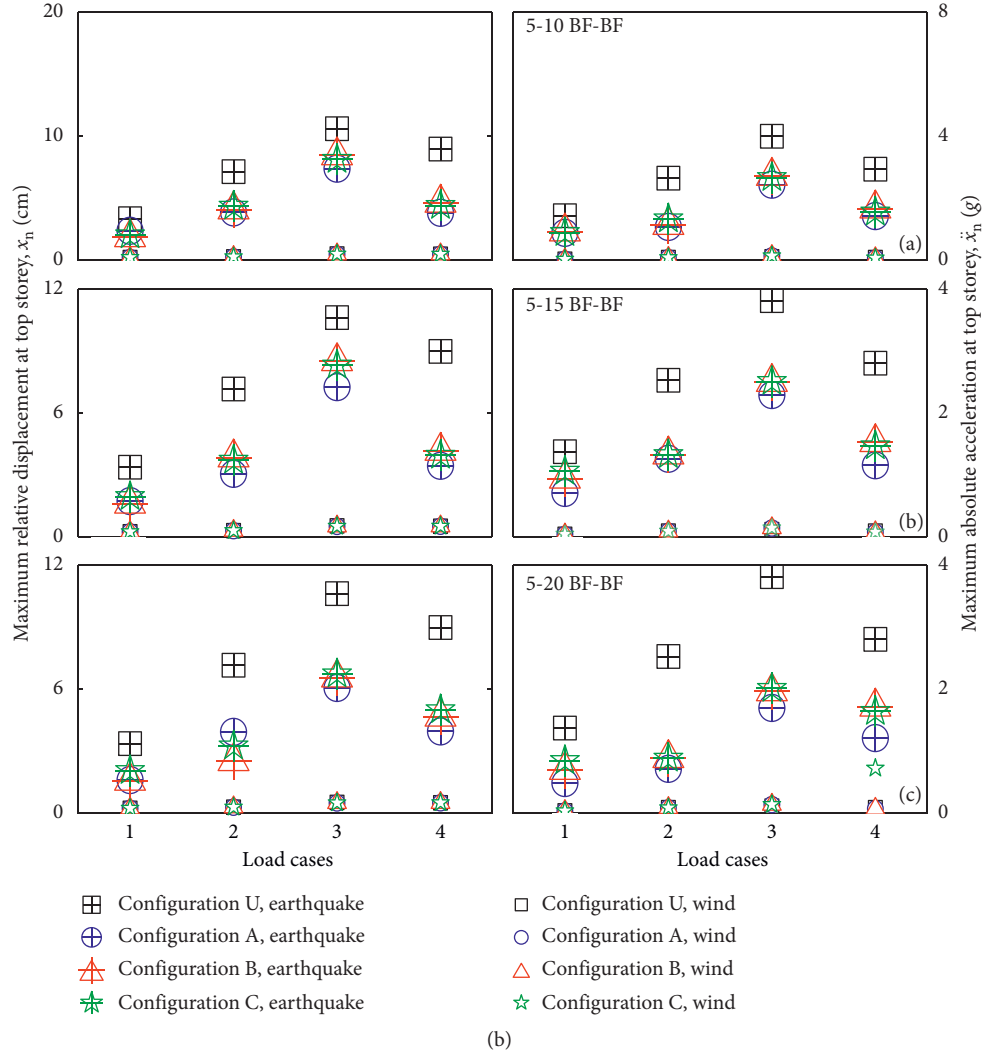 Maximum relative displacement at top storey, xn (cm)
20
10
0
12
6
0
12
6
0
1 2 3 4
Load cases
5-10 BF-BF
(a)
8
4
0
5-15 BF-BF
(b)
4
2
0
5-20 BF-BF
(c)
4
2
0
1 2 3 4
Load cases
Maximum absolute acceleration at top storey, ẍn (g)
Configuration U, earthquake
Configuration A, earthquake
Configuration B, earthquake
Configuration C, earthquake
Configuration U, wind
Configuration A, wind
Configuration B, wind
Configuration C, wind
(b)